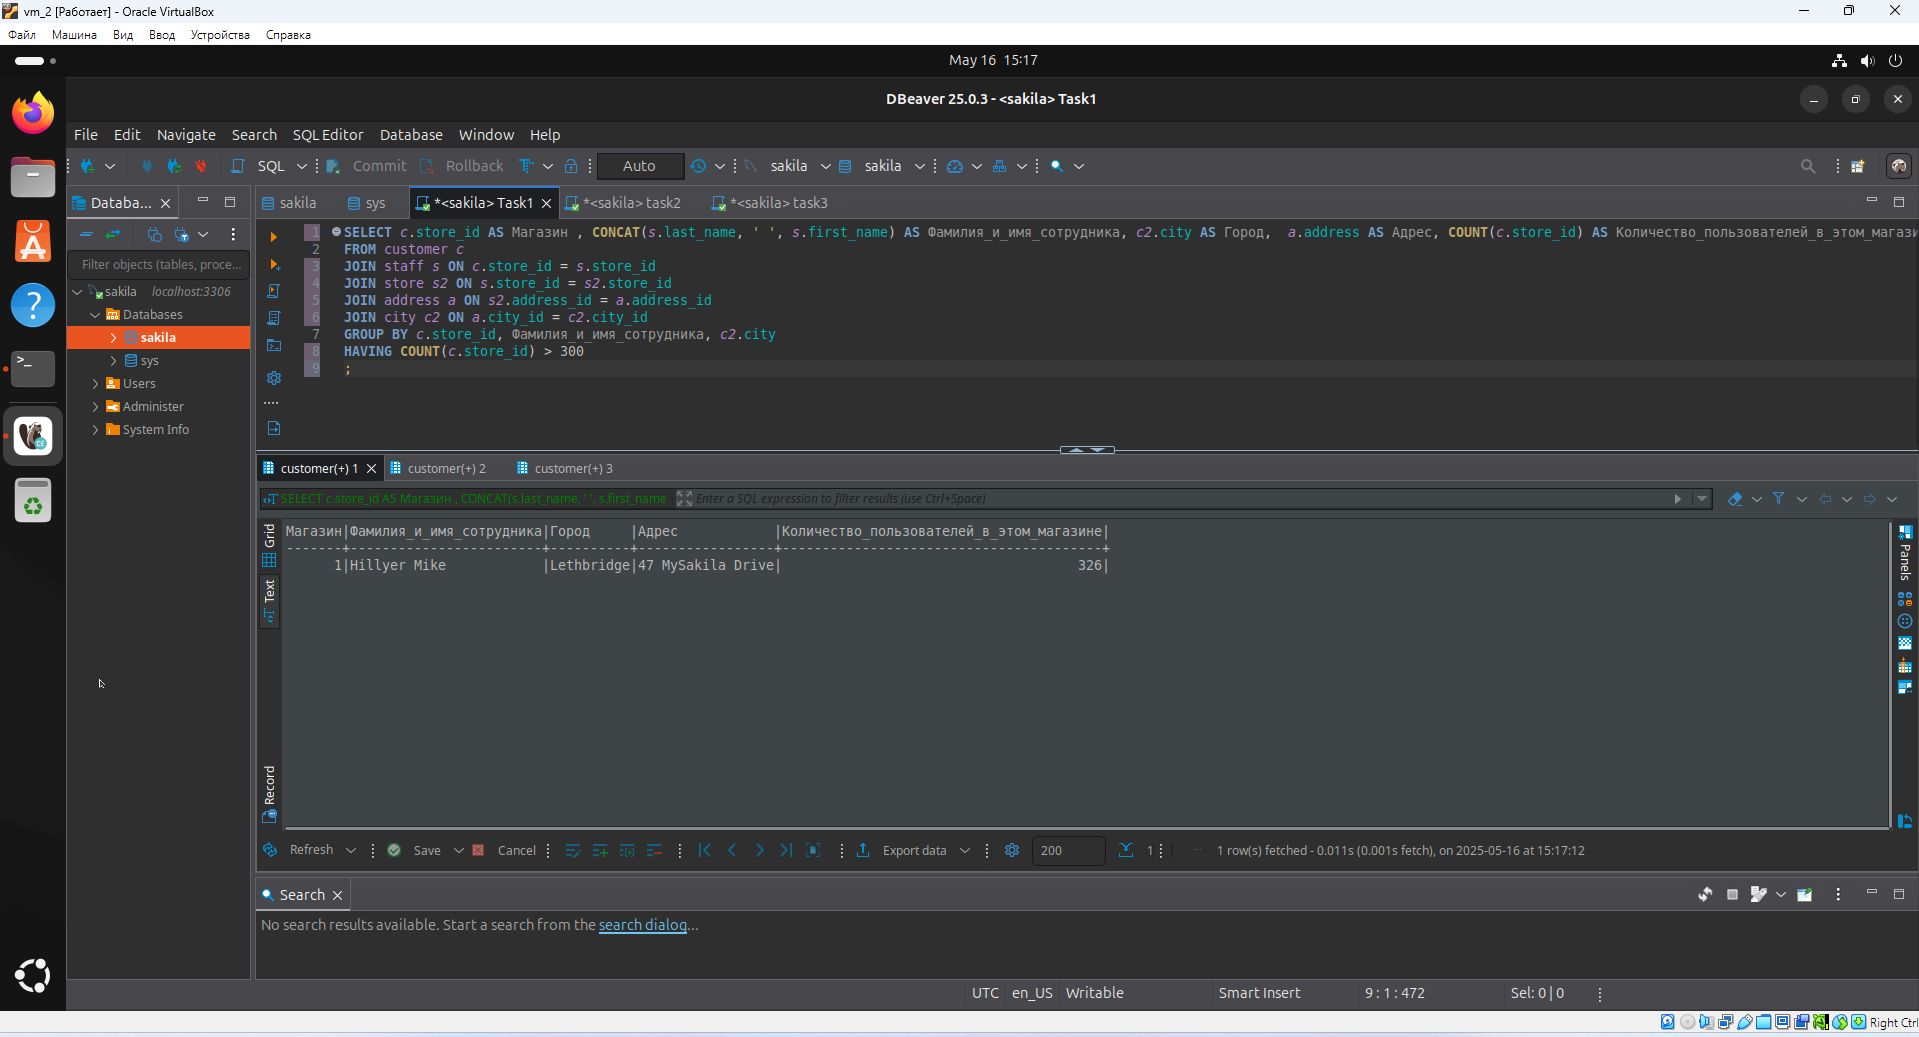 vm_2 [Работает] - Oracle VirtualBox
Файл Машина Вид Ввод Устройства Справка
May 16 15:17
DBeaver 25.0.3 - <sakila> Task1
File Edit Navigate Search SQL Editor Database Window Help
SQL Commit Rollback Auto sakila sakila
Databa...
sakila sys *<sakila> Task1 *<sakila> task2 *<sakila> task3
Filter objects (tables, proce...
sakila localhost:3306
Databases
sakila
sys
Users
Administer
System Info
1 SELECT c.store_id AS Магазин , CONCAT(s.last_name, ' ', s.first_name) AS Фамилия_и_имя_сотрудника, c2.city AS Город, a.address AS Адрес, COUNT(c.store_id) AS Количество_пользователей_в_этом_магази
2 FROM customer c
3 JOIN staff s ON c.store_id = s.store_id
4 JOIN store s2 ON s.store_id = s2.store_id
5 JOIN address a ON s2.address_id = a.address_id
6 JOIN city c2 ON a.city_id = c2.city_id
7 GROUP BY c.store_id, Фамилия_и_имя_сотрудника, c2.city
8 HAVING COUNT(c.store_id) > 300
9 ;
customer(+) 1 customer(+) 2 customer(+) 3
SELECT c.store_id AS Магазин , CONCAT(s.last_name, ' ', s.first_name Enter a SQL expression to filter results (use Ctrl+Space)
Grid
Text
Record
Panels
Магазин|Фамилия_и_имя_сотрудника|Город |Адрес |Количество_пользователей_в_этом_магазине|
-------+------------------------+----------+-----------------+----------------------------------------+
1|Hillyer Mike |Lethbridge|47 MySakila Drive| 326|
Refresh Save Cancel Export data 200 1 1 row(s) fetched - 0.011s (0.001s fetch), on 2025-05-16 at 15:17:12
Search
No search results available. Start a search from the search dialog...
UTC en_US Writable Smart Insert 9 : 1 : 472 Sel: 0 | 0
Right Ctrl